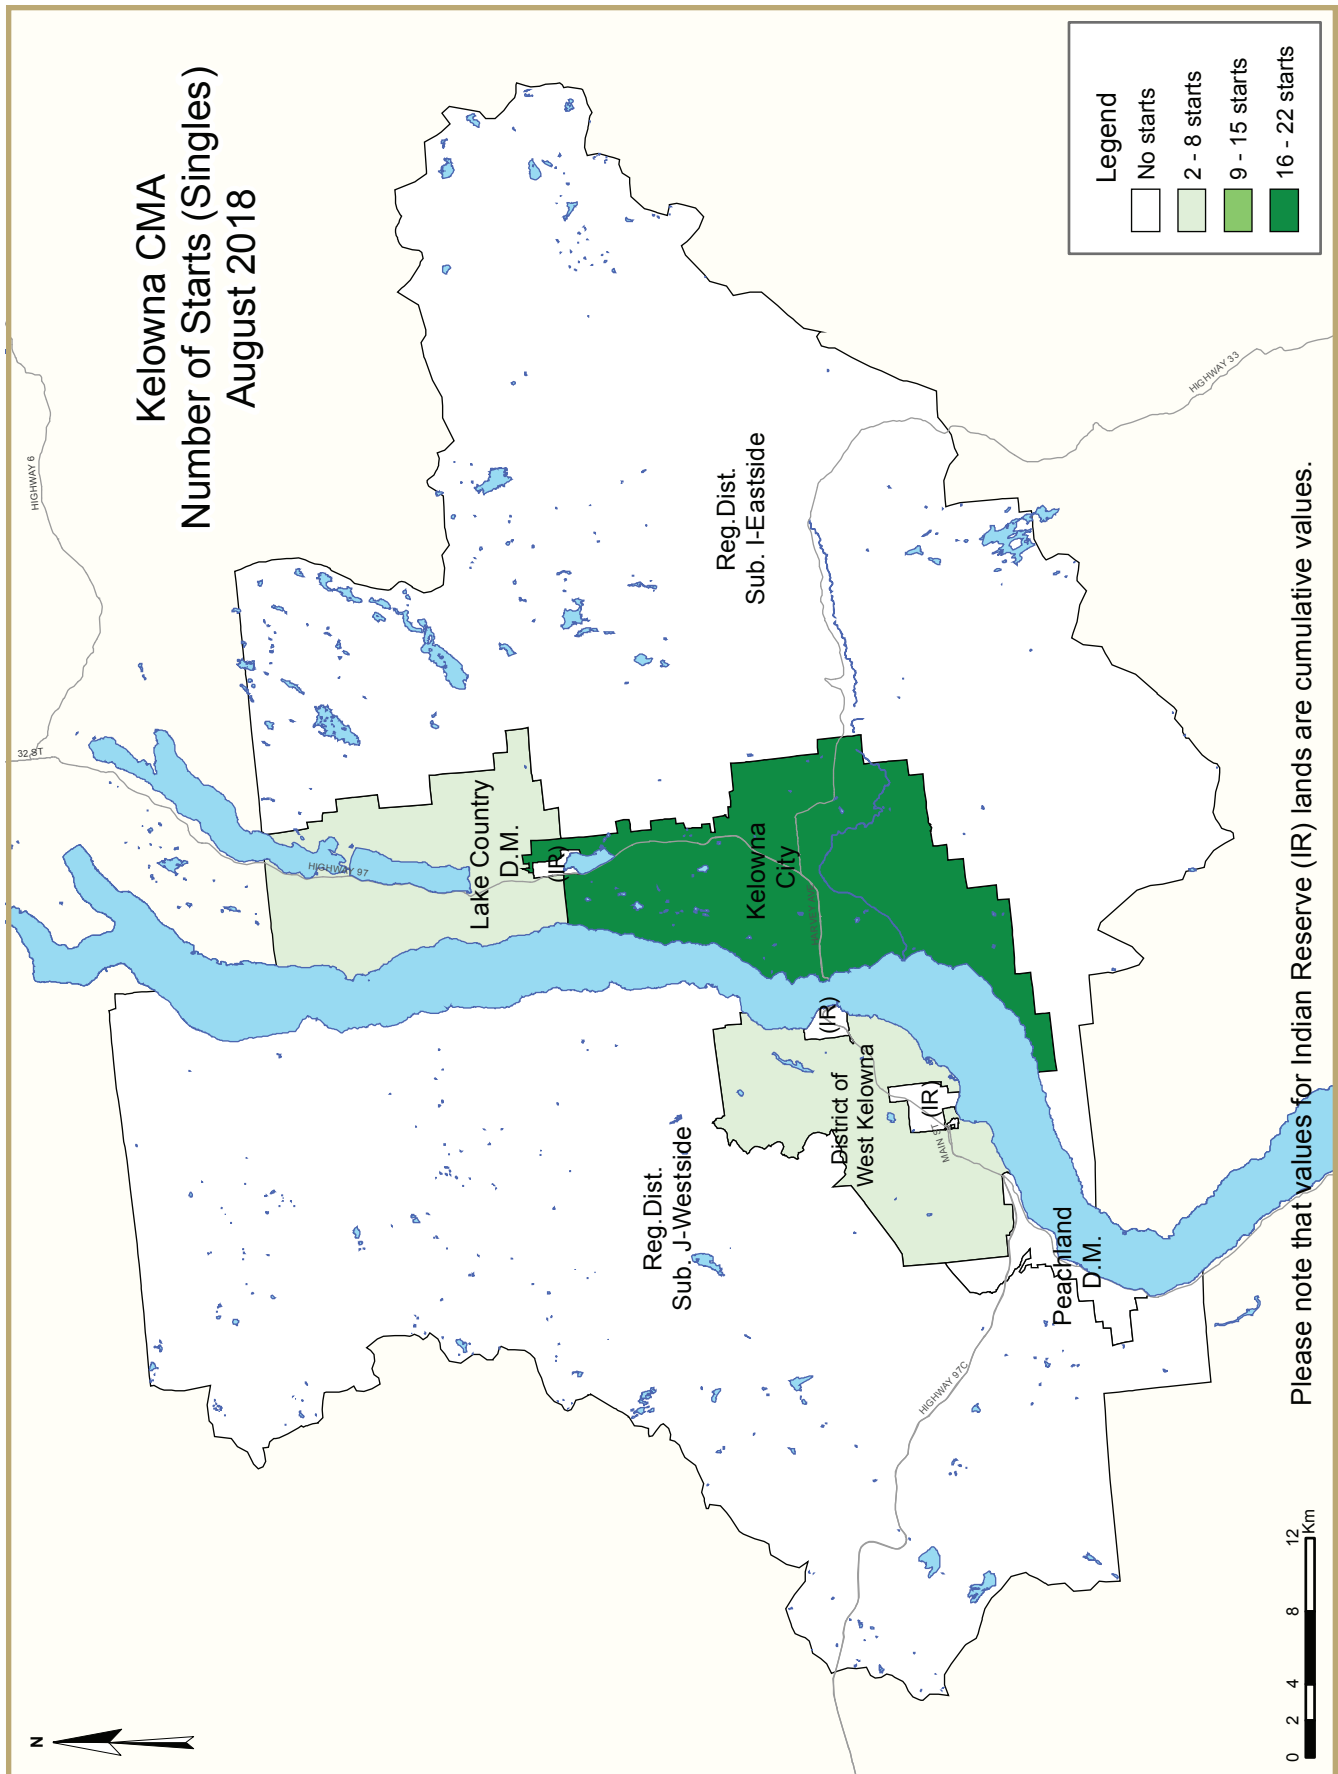 Kelowna CMA
Number of Starts (Singles)
August 2018
Legend
No starts
2 - 8 starts
9 - 15 starts
16 - 22 starts
HIGHWAY 6
32 ST
HIGHWAY 97
HIGHWAY 33
Lake Country
D.M.
(IR)
Kelowna
City
Reg.Dist.
Sub. I-Eastside
(IR)
District of
West Kelowna
(IR)
MAIN ST
Reg.Dist.
Sub. J-Westside
Peachland
D.M.
HIGHWAY 97C
N
0 2 4 8 12
Km
Please note that values for Indian Reserve (IR) lands are cumulative values.